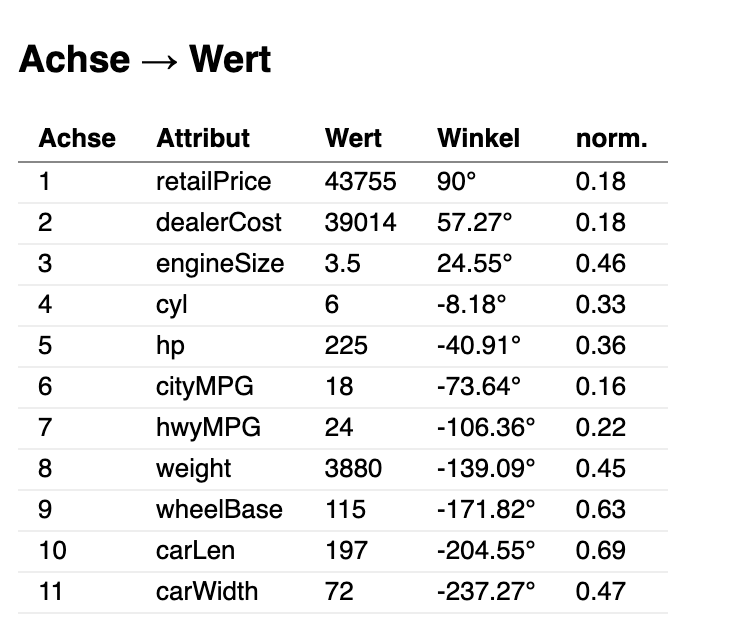 Achse → Wert
Achse Attribut Wert Winkel norm.
1 retailPrice 43755 90° 0.18
2 dealerCost 39014 57.27° 0.18
3 engineSize 3.5 24.55° 0.46
4 cyl 6 -8.18° 0.33
5 hp 225 -40.91° 0.36
6 cityMPG 18 -73.64° 0.16
7 hwyMPG 24 -106.36° 0.22
8 weight 3880 -139.09° 0.45
9 wheelBase 115 -171.82° 0.63
10 carLen 197 -204.55° 0.69
11 carWidth 72 -237.27° 0.47